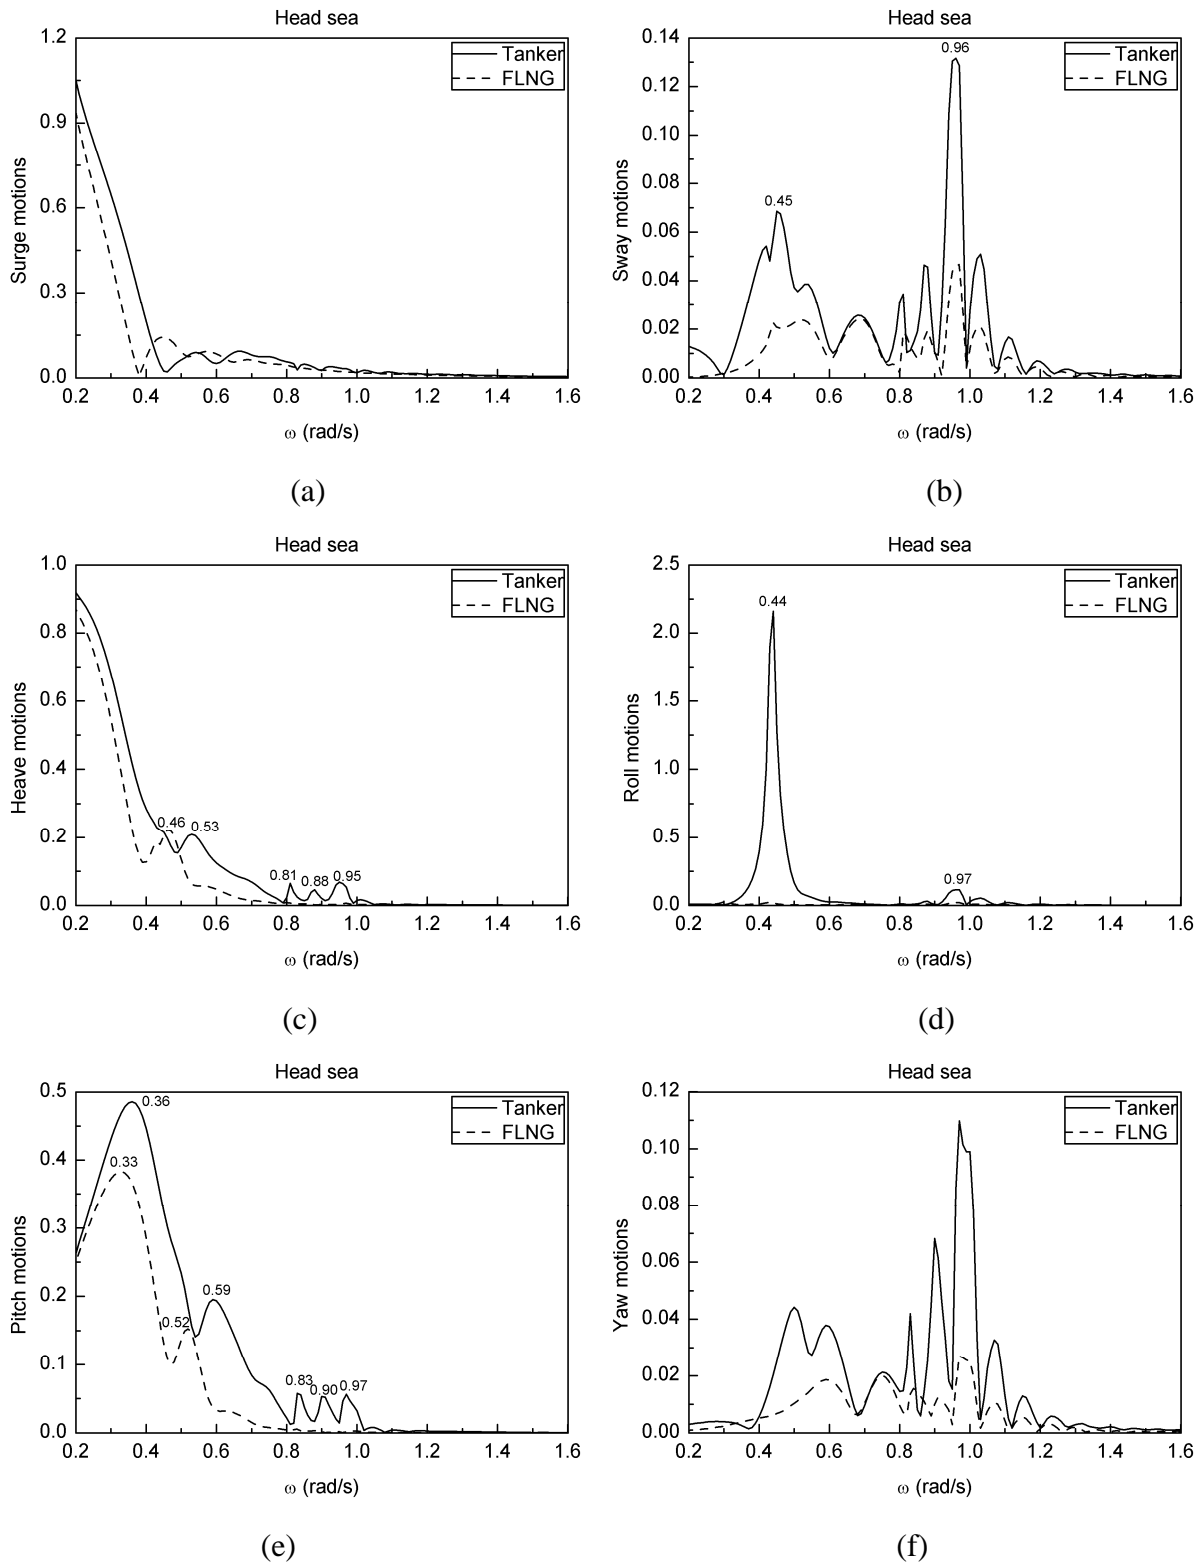 Head sea
1.2
0.9
0.6
0.3
0.0
Surge motions
Tanker
FLNG
0.2 0.4 0.6 0.8 1.0 1.2 1.4 1.6
ω (rad/s)
(a)
Head sea
0.14
0.12
0.10
0.08
0.06
0.04
0.02
0.00
Sway motions
0.45
0.96
Tanker
FLNG
0.2 0.4 0.6 0.8 1.0 1.2 1.4 1.6
ω (rad/s)
(b)
Head sea
1.0
0.8
0.6
0.4
0.2
0.0
Heave motions
0.46 0.53
0.81 0.88 0.95
Tanker
FLNG
0.2 0.4 0.6 0.8 1.0 1.2 1.4 1.6
ω (rad/s)
(c)
Head sea
2.5
2.0
1.5
1.0
0.5
0.0
Roll motions
0.44
0.97
Tanker
FLNG
0.2 0.4 0.6 0.8 1.0 1.2 1.4 1.6
ω (rad/s)
(d)
Head sea
0.5
0.4
0.3
0.2
0.1
0.0
Pitch motions
0.36
0.33
0.59
0.52
0.83 0.90 0.97
Tanker
FLNG
0.2 0.4 0.6 0.8 1.0 1.2 1.4 1.6
ω (rad/s)
(e)
Head sea
0.12
0.10
0.08
0.06
0.04
0.02
0.00
Yaw motions
Tanker
FLNG
0.2 0.4 0.6 0.8 1.0 1.2 1.4 1.6
ω (rad/s)
(f)